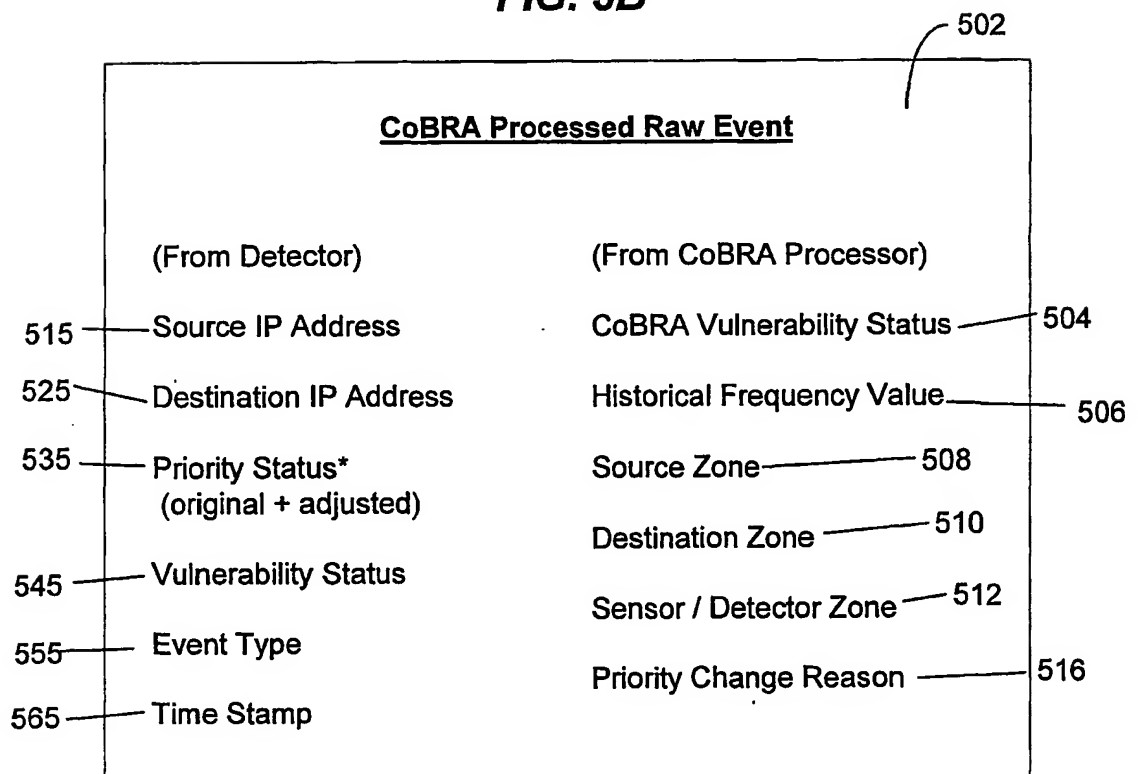 502
CoBRA Processed Raw Event
(From Detector) (From CoBRA Processor)
515 Source IP Address CoBRA Vulnerability Status 504
525 Destination IP Address Historical Frequency Value 506
535 Priority Status* Source Zone 508
(original + adjusted)
Destination Zone 510
545 Vulnerability Status
Sensor / Detector Zone 512
555 Event Type
Priority Change Reason 516
565 Time Stamp